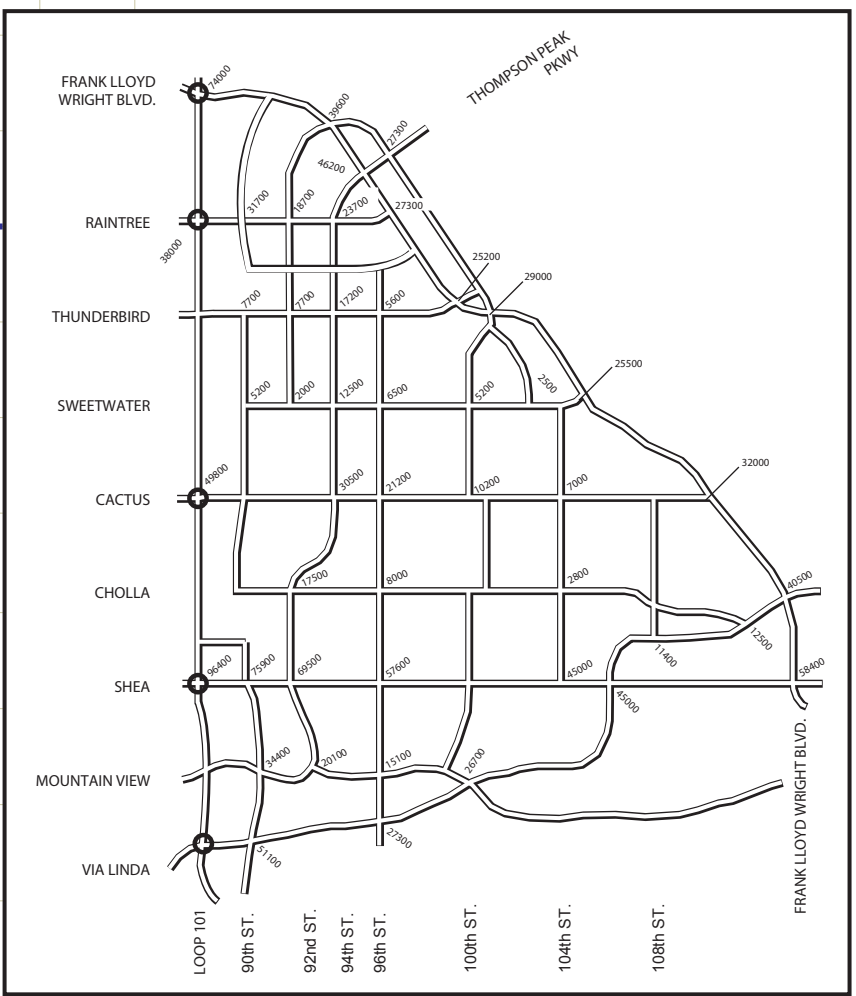 THOMPSON PEAK
PKWY
FRANK LLOYD
WRIGHT BLVD.
74000
39600
27300
46200
RAINTREE
31700
18700
23700
27300
38000
25200
29000
THUNDERBIRD
7700
7700
17200
5600
25500
SWEETWATER
5200
2000
12500
6500
5200
2500
32000
CACTUS
49800
30500
21200
10200
7000
CHOLLA
17500
8000
2800
40500
12500
11400
SHEA
96400
75900
69500
57600
45000
45000
58400
MOUNTAIN VIEW
34400
20100
15100
26700
VIA LINDA
51100
27300
FRANK LLOYD WRIGHT BLVD.
LOOP 101
90th ST.
92nd ST.
94th ST.
96th ST.
100th ST.
104th ST.
108th ST.